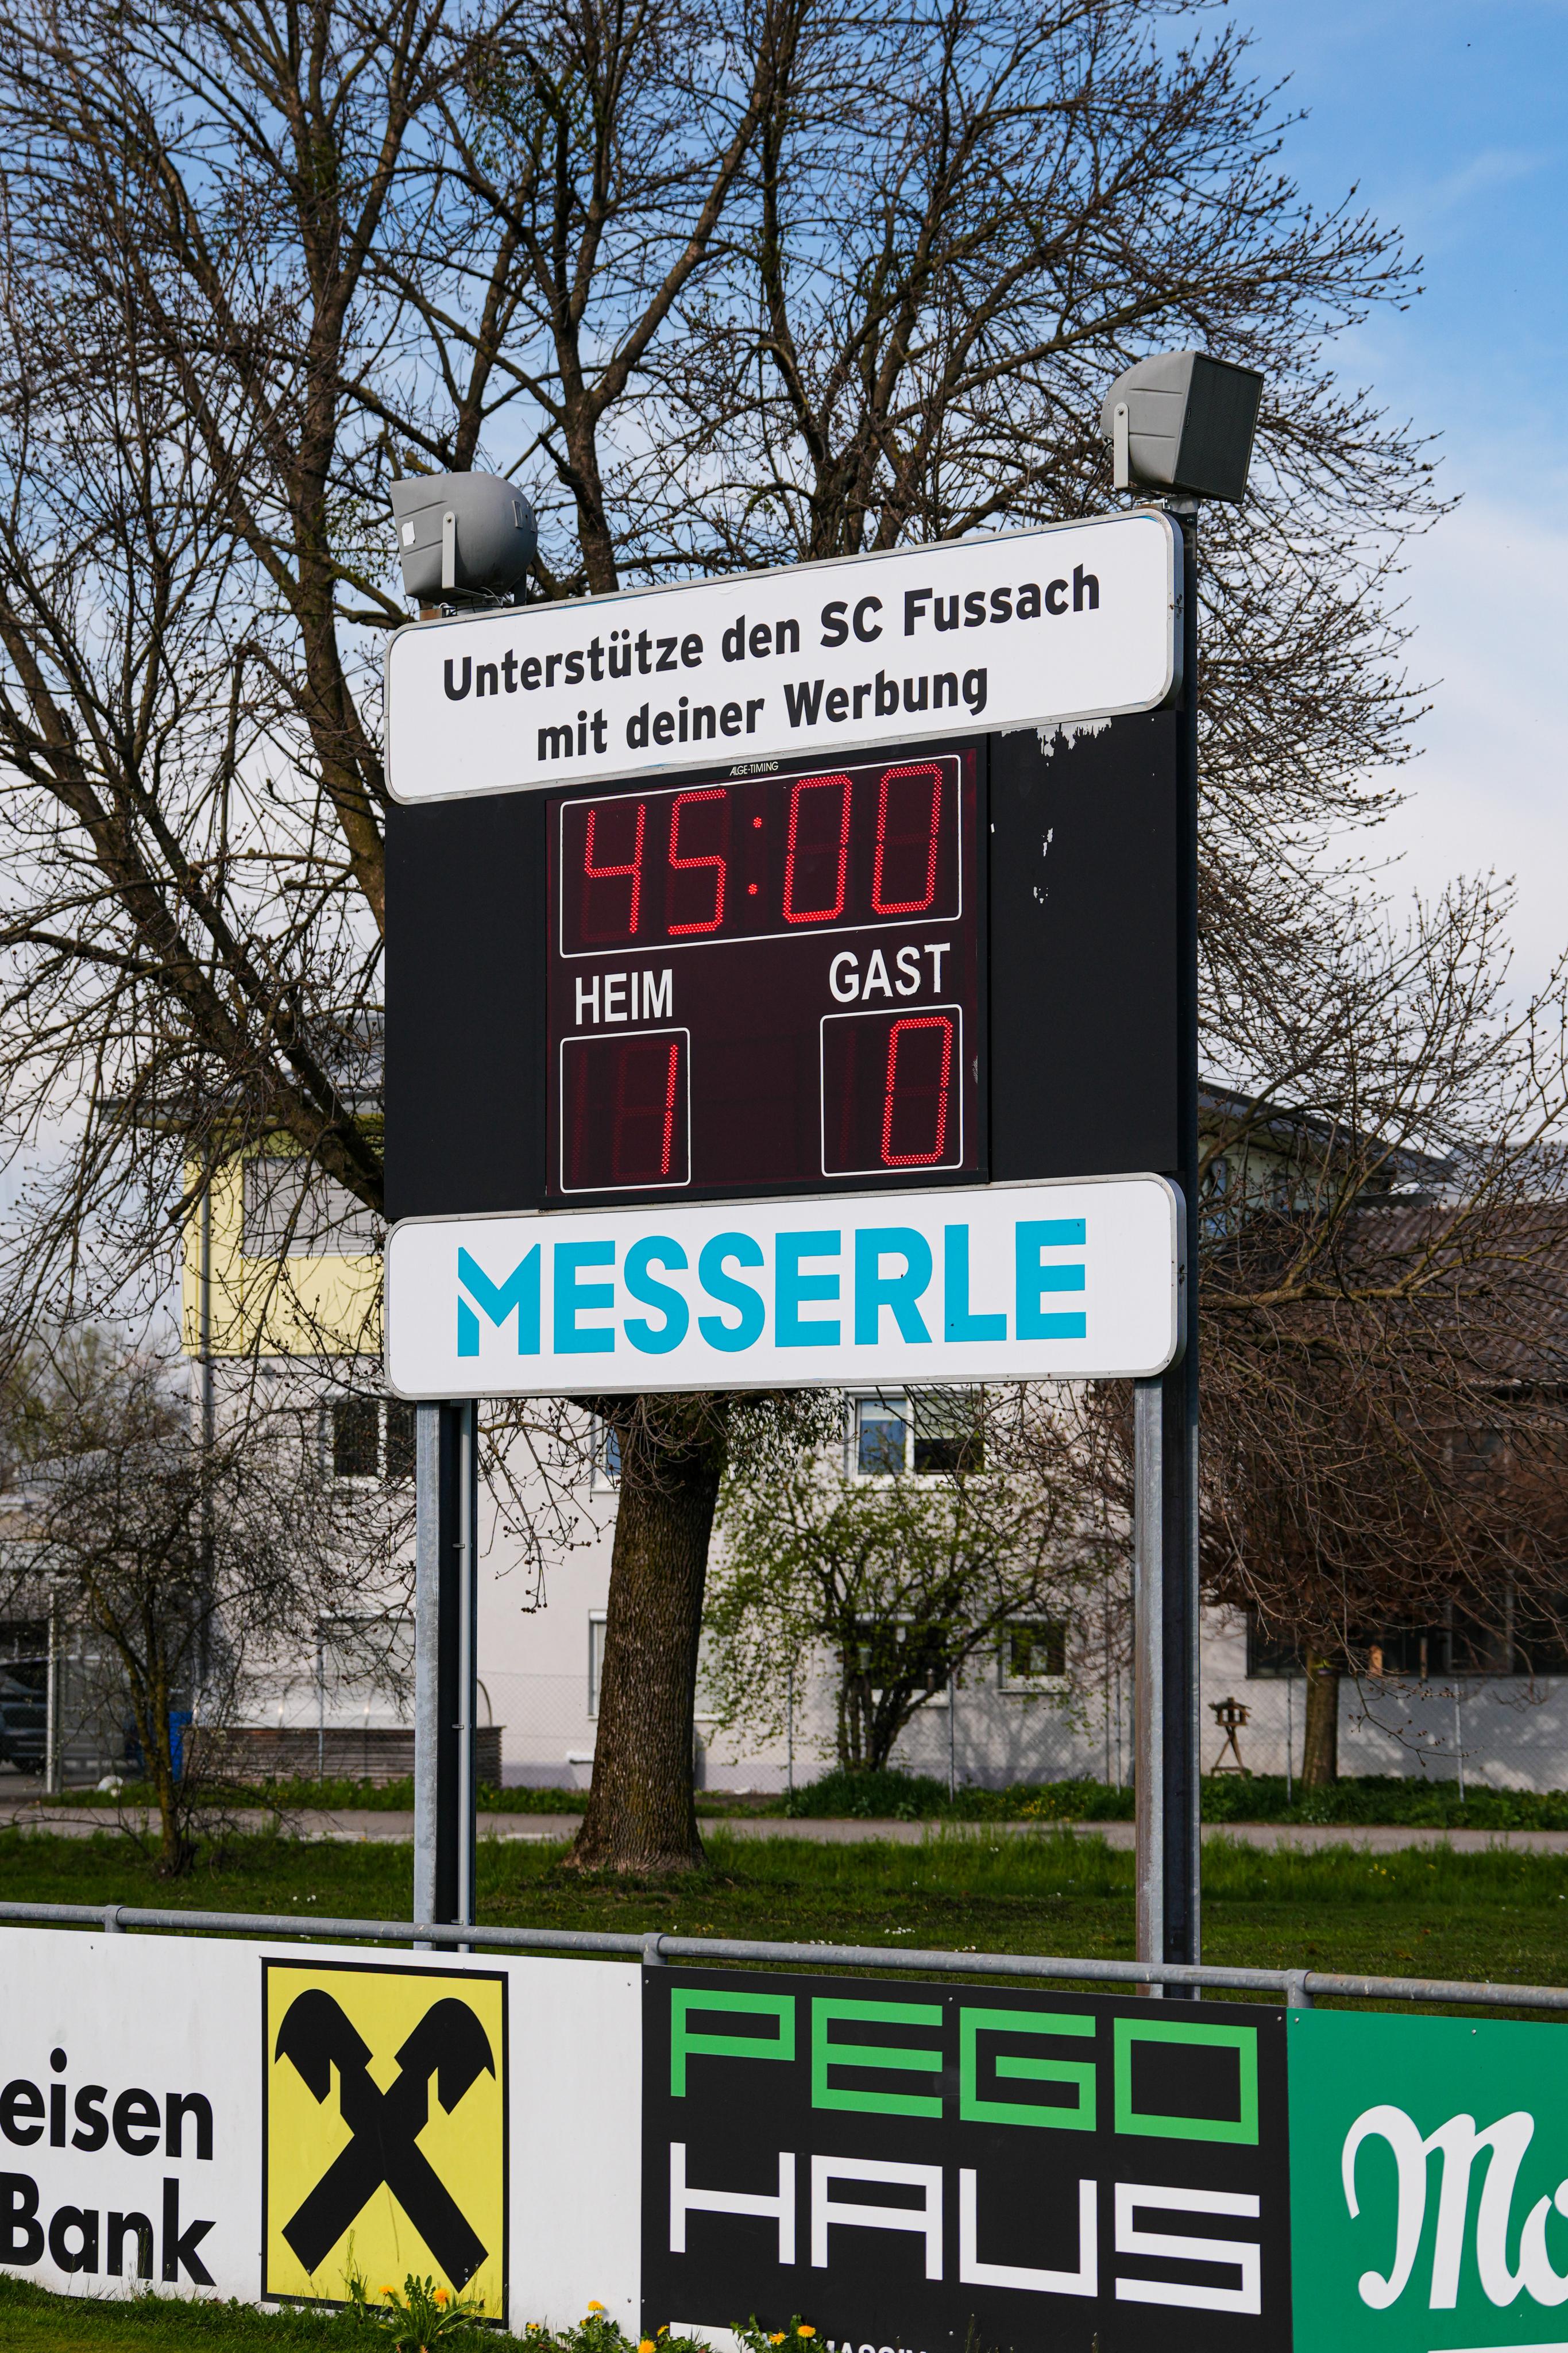 Unterstütze den SC Fussach
mit deiner Werbung
ALGE-TIMING
45:00
HEIM GAST
1 0
MESSERLE
eisen
Bank
PEGO
HAUS
Mo